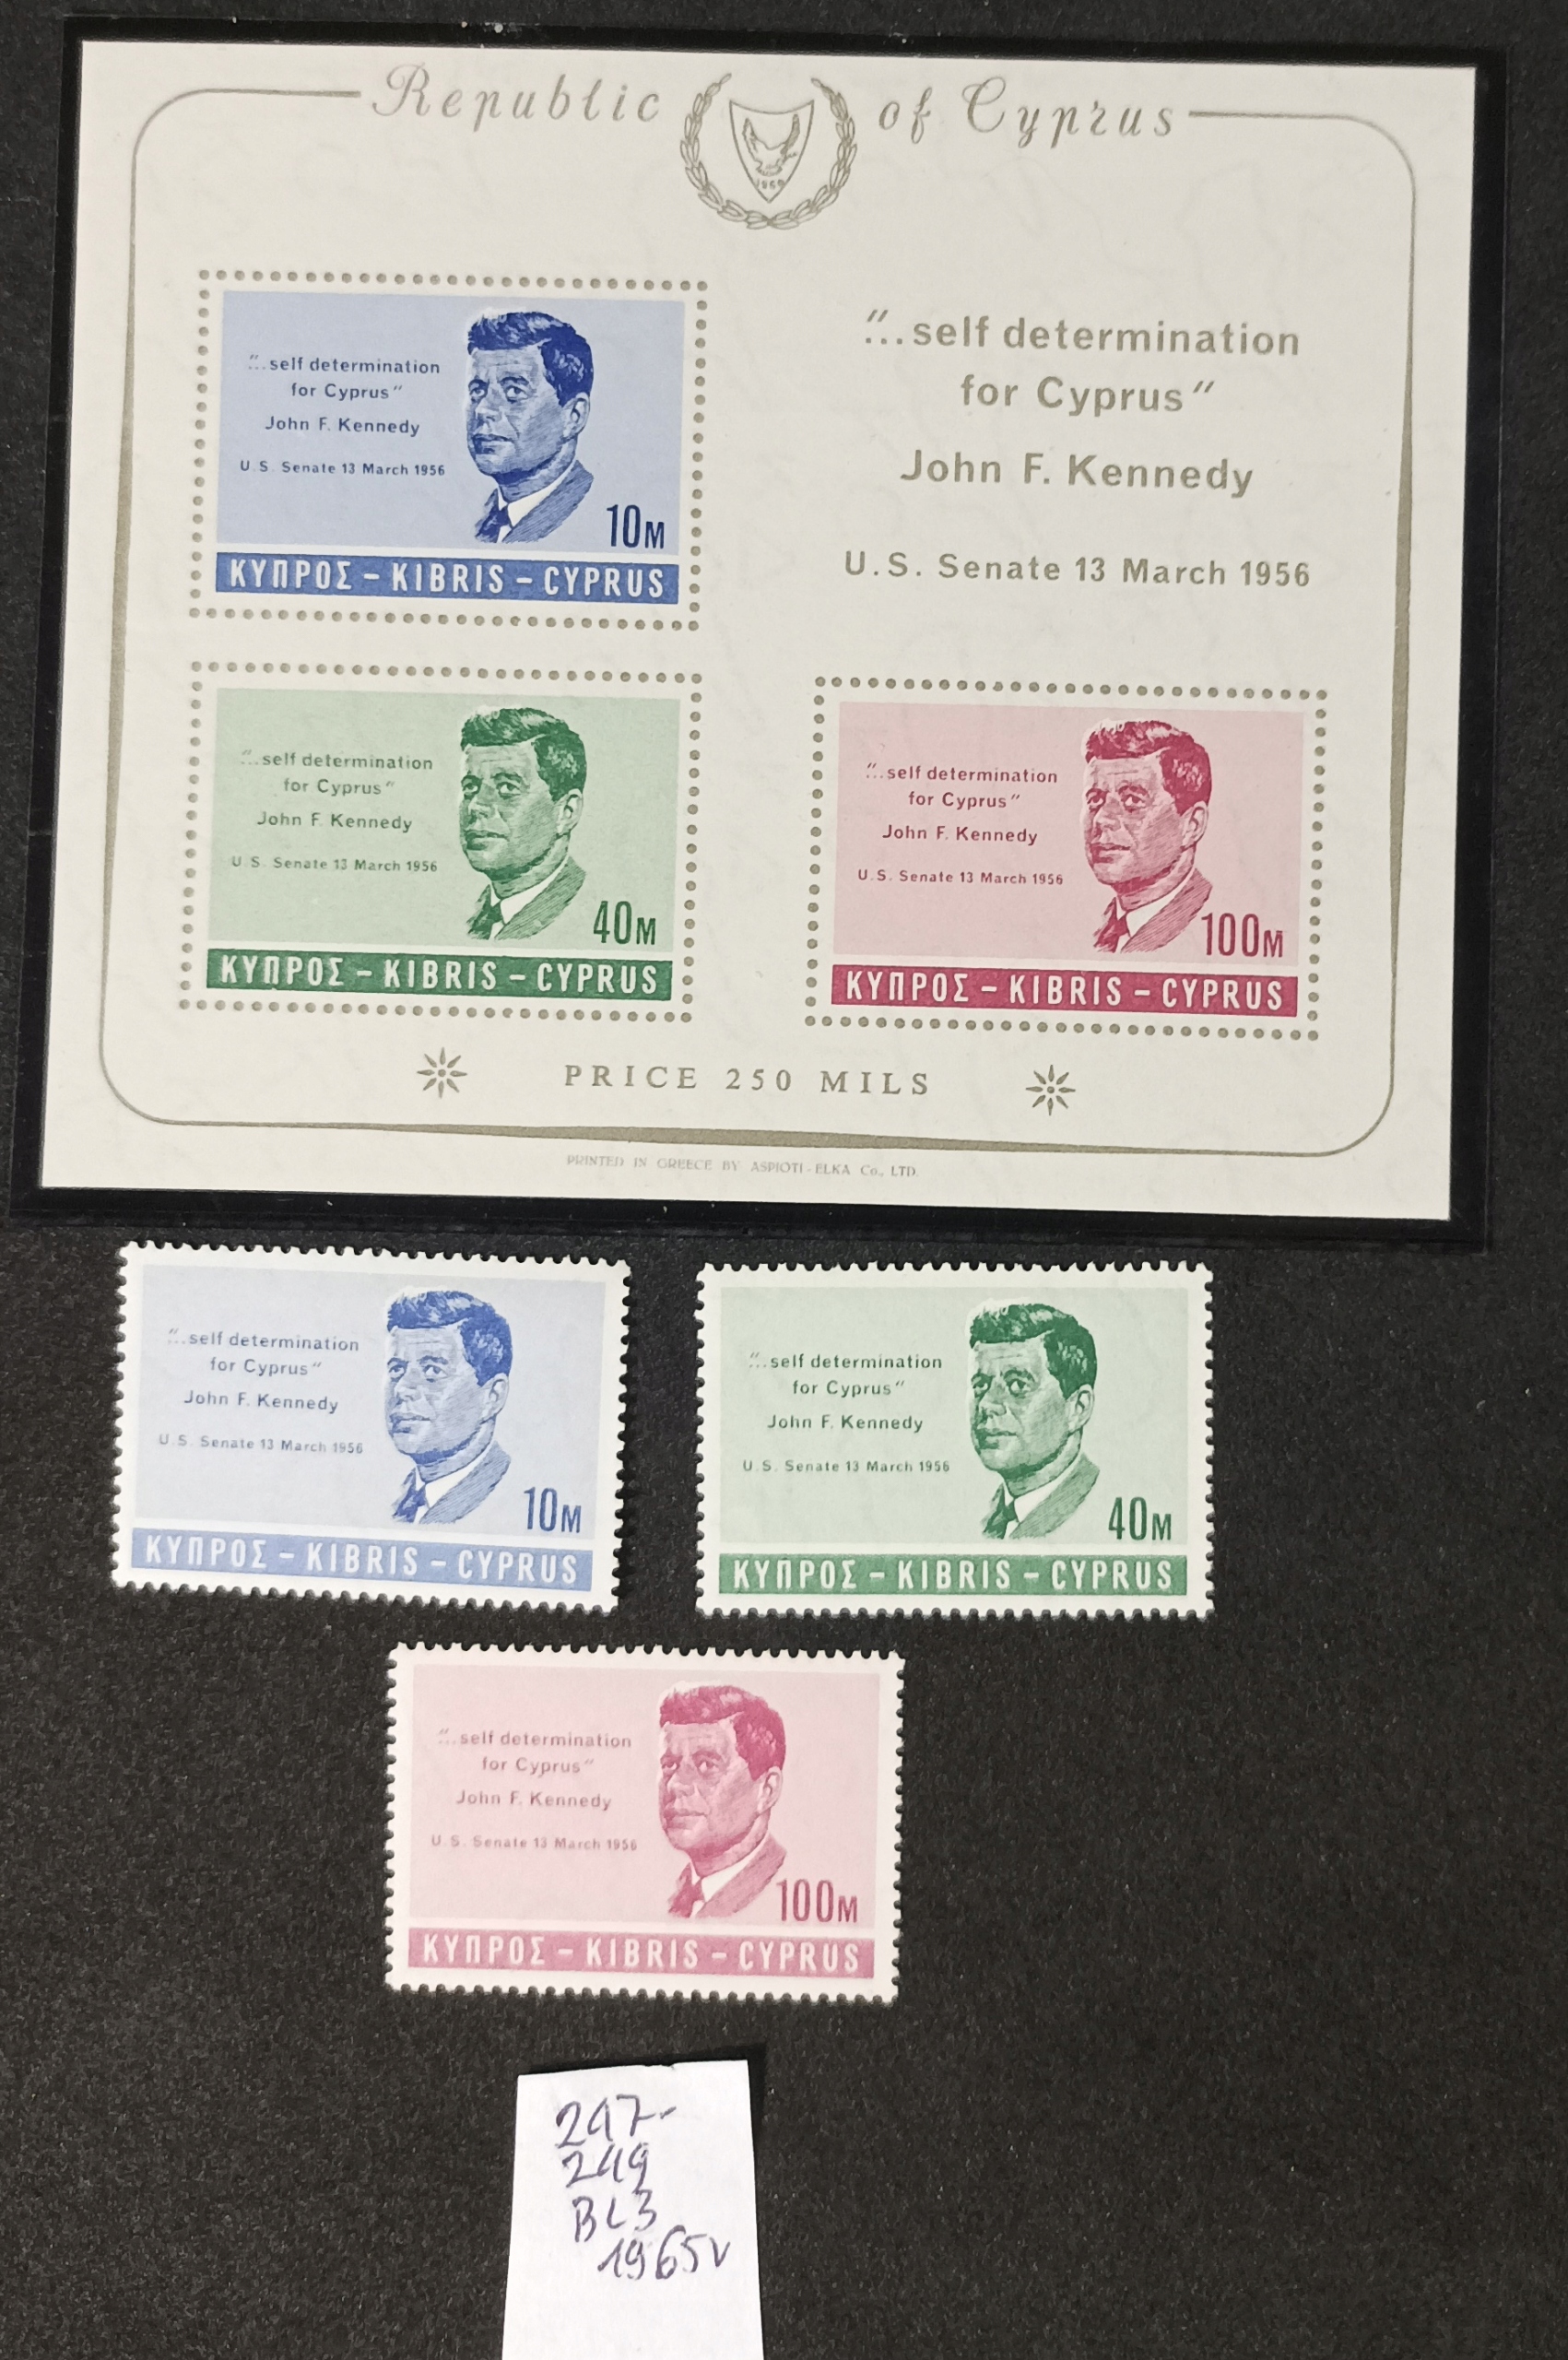 Republic of Cyprus
1960
"...self determination
for Cyprus"
John F. Kennedy
U.S. Senate 13 March 1956
10M
ΚΥΠΡΟΣ – KIBRIS – CYPRUS
"...self determination
for Cyprus"
John F. Kennedy
U.S. Senate 13 March 1956
"...self determination
for Cyprus"
John F. Kennedy
U.S. Senate 13 March 1956
40M
ΚΥΠΡΟΣ – KIBRIS – CYPRUS
"...self determination
for Cyprus"
John F. Kennedy
U.S. Senate 13 March 1956
100M
ΚΥΠΡΟΣ – KIBRIS – CYPRUS
PRICE 250 MILS
PRINTED IN GREECE BY ASPIOTI - ELKA Co., LTD.
"...self determination
for Cyprus"
John F. Kennedy
U.S. Senate 13 March 1956
10M
ΚΥΠΡΟΣ – KIBRIS – CYPRUS
"...self determination
for Cyprus"
John F. Kennedy
U.S. Senate 13 March 1956
40M
ΚΥΠΡΟΣ – KIBRIS – CYPRUS
"...self determination
for Cyprus"
John F. Kennedy
U.S. Senate 13 March 1956
100M
ΚΥΠΡΟΣ – KIBRIS – CYPRUS
247-
249
BL3
1965v